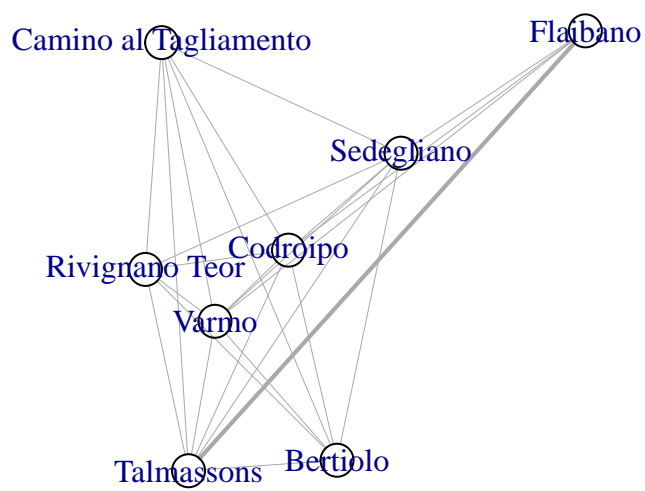 Flaibano
Camino al Tagliamento
Sedegliano
Codroipo
Rivignano Teor
Varmo
Bertiolo
Talmassons